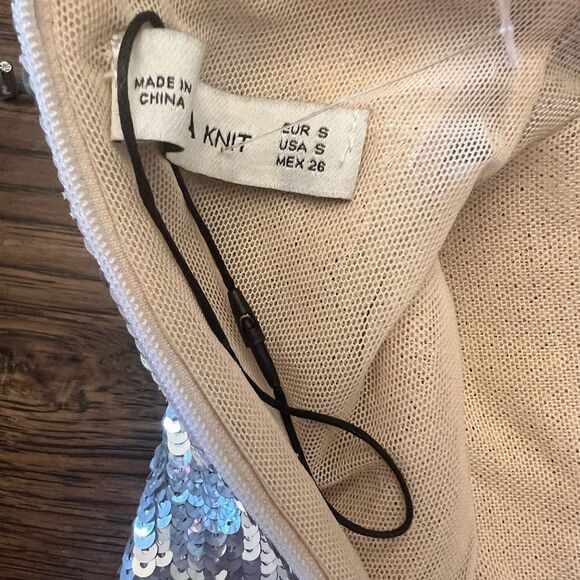 MADE IN
CHINA
A KNIT
EUR S
USA S
MEX 26